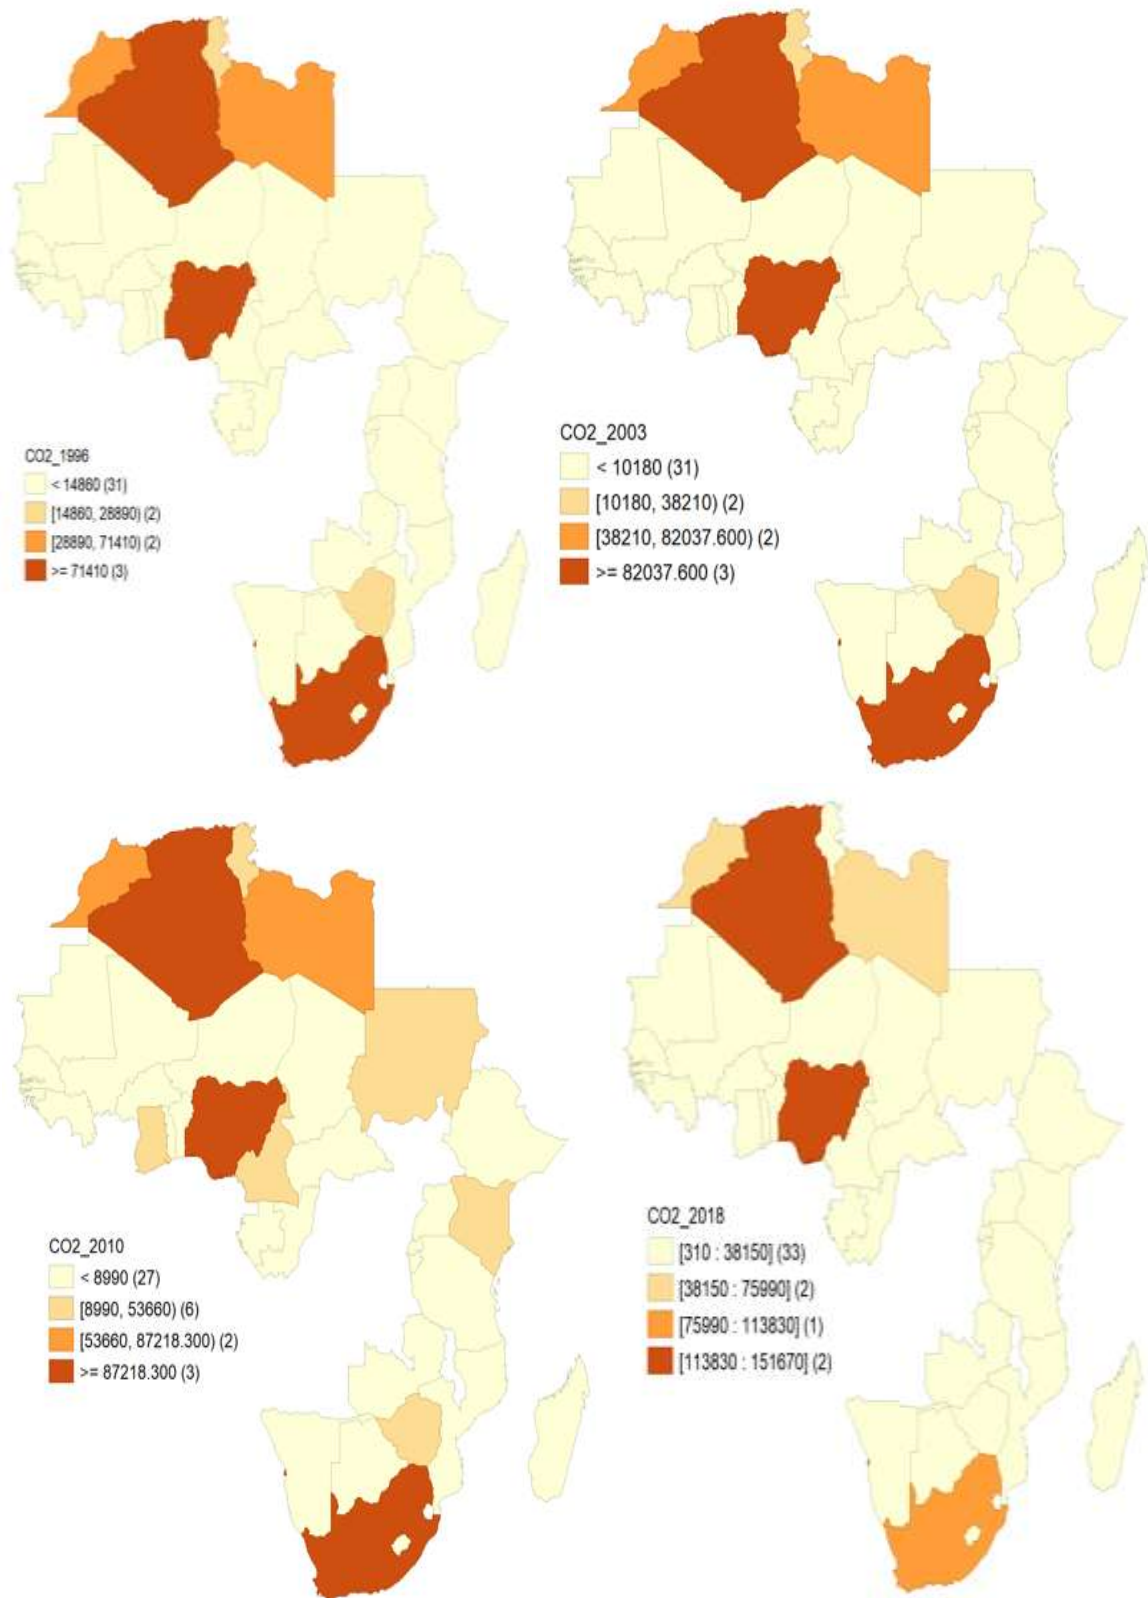 CO2_1996
< 14860 (31)
[14860, 28890) (2)
[28890, 71410) (2)
>= 71410 (3)
CO2_2003
< 10180 (31)
[10180, 38210) (2)
[38210, 82037.600) (2)
>= 82037.600 (3)
CO2_2010
< 8990 (27)
[8990, 53660) (6)
[53660, 87218.300) (2)
>= 87218.300 (3)
CO2_2018
[310 : 38150] (33)
[38150 : 75990] (2)
[75990 : 113830] (1)
[113830 : 151670] (2)